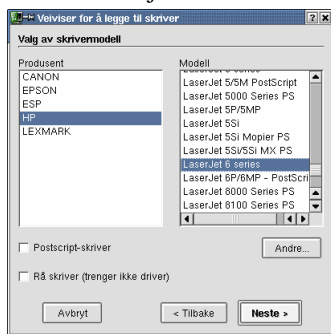 Veiviser for å legge til skriver
Valg av skrivermodell
Produsent
CANON
EPSON
ESP
HP
LEXMARK
Modell
LaserJet 5/5M PostScript
LaserJet 5000 Series PS
LaserJet 5P/5MP
LaserJet 5Si
LaserJet 5Si Mopier PS
LaserJet 5Si/5Si MX PS
LaserJet 6 series
LaserJet 6P/6MP - PostScri
LaserJet 8000 Series PS
LaserJet 8100 Series PS
Postscript-skriver
Andre...
Rå skriver (trenger ikke driver)
Avbryt
< Tilbake
Neste >